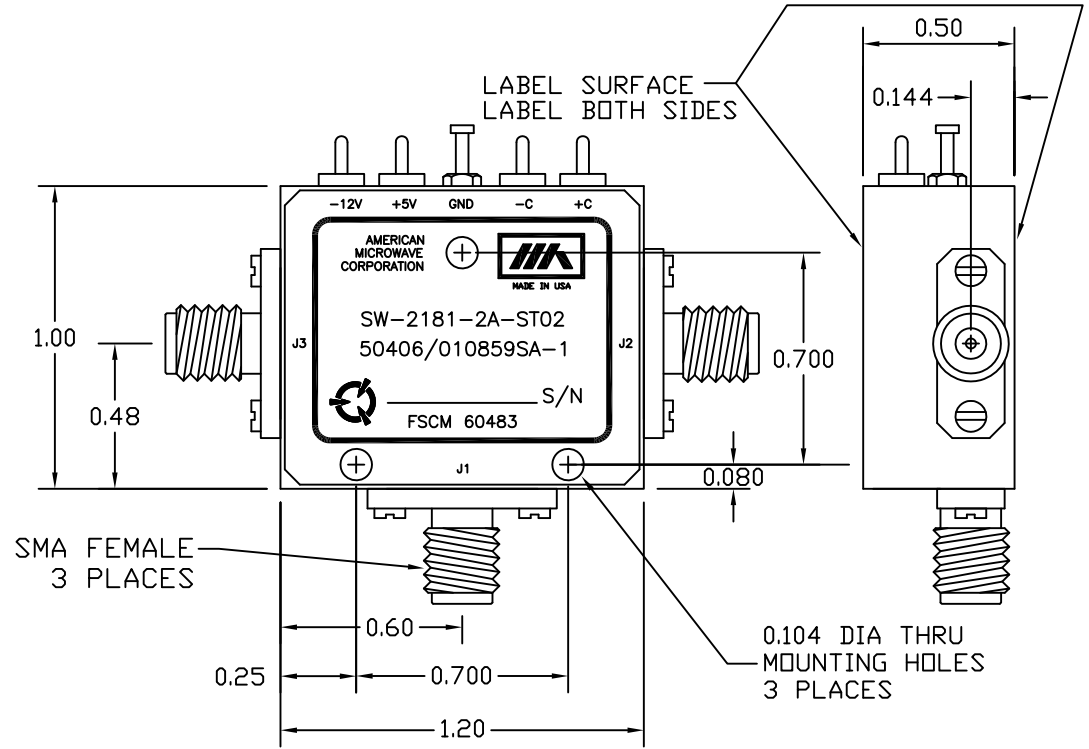 0.50
LABEL SURFACE
LABEL BOTH SIDES
0.144
-12V +5V GND -C +C
AMERICAN
MICROWAVE
CORPORATION
MADE IN USA
SW-2181-2A-ST02
50406/010859SA-1
J3
J2
S/N
FSCM 60483
J1
1.00
0.48
0.700
0.080
SMA FEMALE
3 PLACES
0.60
0.25
0.700
1.20
0.104 DIA THRU
MOUNTING HOLES
3 PLACES